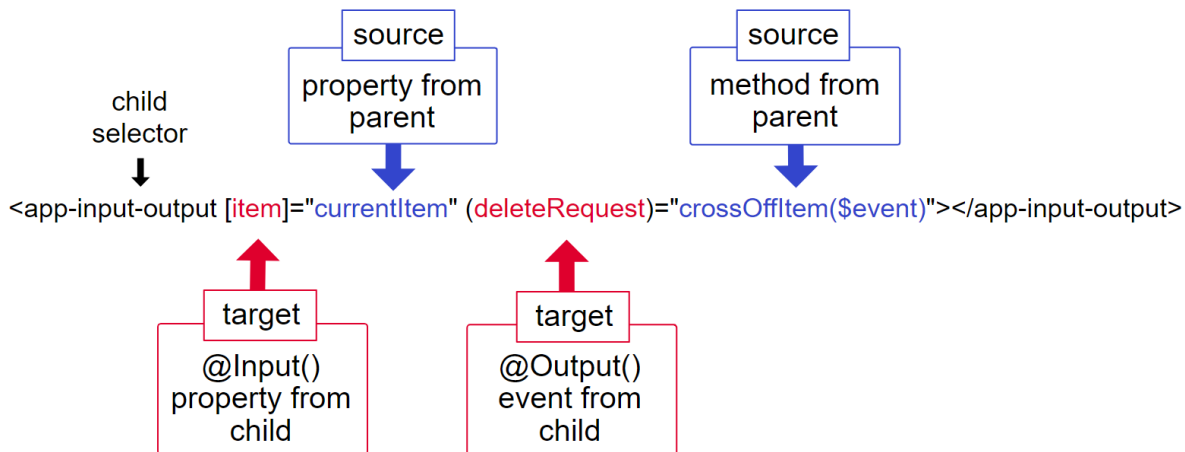 source
property from
parent
source
method from
parent
child
selector
<app-input-output [item]="currentItem" (deleteRequest)="crossOffItem($event)"></app-input-output>
target
@Input()
property from
child
target
@Output()
event from
child